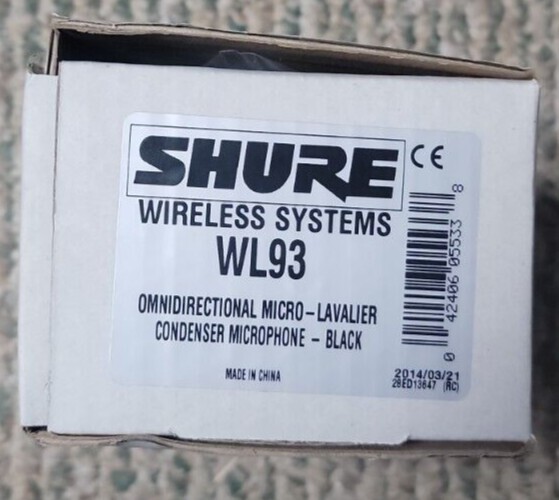 SHURE
CE
WIRELESS SYSTEMS
WL93
OMNIDIRECTIONAL MICRO-LAVALIER
CONDENSER MICROPHONE - BLACK
MADE IN CHINA
0 42406 05533 8
2014/03/21
28ED13647 (RC)